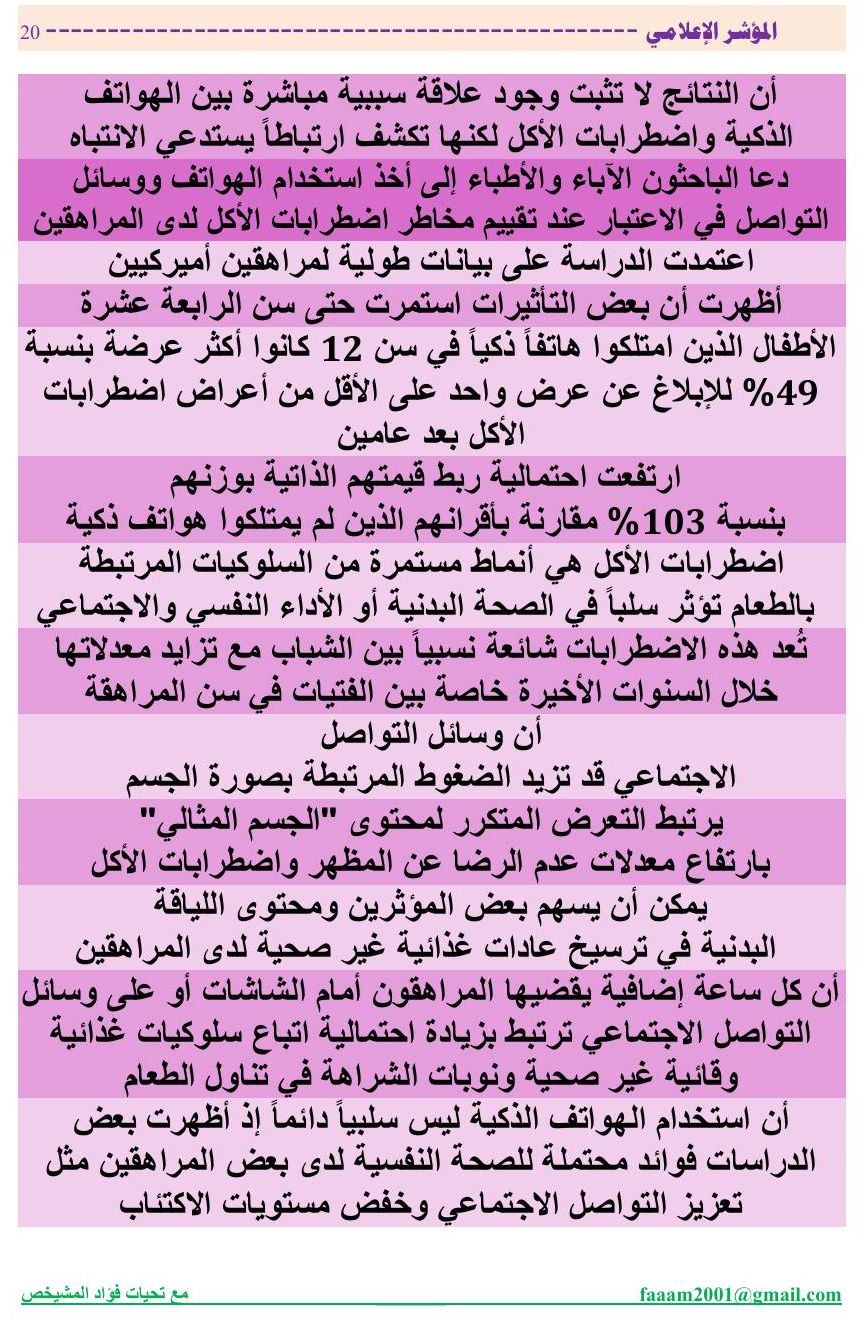 المؤشر الإعلامي ------------------------------------------------ 20
أن النتائج لا تثبت وجود علاقة سببية مباشرة بين الهواتف
الذكية واضطرابات الأكل لكنها تكشف ارتباطاً يستدعي الانتباه
دعا الباحثون الآباء والأطباء إلى أخذ استخدام الهواتف ووسائل
التواصل في الاعتبار عند تقييم مخاطر اضطرابات الأكل لدى المراهقين
اعتمدت الدراسة على بيانات طولية لمراهقين أميركيين
أظهرت أن بعض التأثيرات استمرت حتى سن الرابعة عشرة
الأطفال الذين امتلكوا هاتفاً ذكياً في سن 12 كانوا أكثر عرضة بنسبة
49% للإبلاغ عن عرض واحد على الأقل من أعراض اضطرابات
الأكل بعد عامين
ارتفعت احتمالية ربط قيمتهم الذاتية بوزنهم
بنسبة 103% مقارنة بأقرانهم الذين لم يمتلكوا هواتف ذكية
اضطرابات الأكل هي أنماط مستمرة من السلوكيات المرتبطة
بالطعام تؤثر سلباً في الصحة البدنية أو الأداء النفسي والاجتماعي
تُعد هذه الاضطرابات شائعة نسبياً بين الشباب مع تزايد معدلاتها
خلال السنوات الأخيرة خاصة بين الفتيات في سن المراهقة
أن وسائل التواصل
الاجتماعي قد تزيد الضغوط المرتبطة بصورة الجسم
يرتبط التعرض المتكرر لمحتوى "الجسم المثالي"
بارتفاع معدلات عدم الرضا عن المظهر واضطرابات الأكل
يمكن أن يسهم بعض المؤثرين ومحتوى اللياقة
البدنية في ترسيخ عادات غذائية غير صحية لدى المراهقين
أن كل ساعة إضافية يقضيها المراهقون أمام الشاشات أو على وسائل
التواصل الاجتماعي ترتبط بزيادة احتمالية اتباع سلوكيات غذائية
وقائية غير صحية ونوبات الشراهة في تناول الطعام
أن استخدام الهواتف الذكية ليس سلبياً دائماً إذ أظهرت بعض
الدراسات فوائد محتملة للصحة النفسية لدى بعض المراهقين مثل
تعزيز التواصل الاجتماعي وخفض مستويات الاكتئاب
faaam2001@gmail.com مع تحيات فؤاد المشيخص